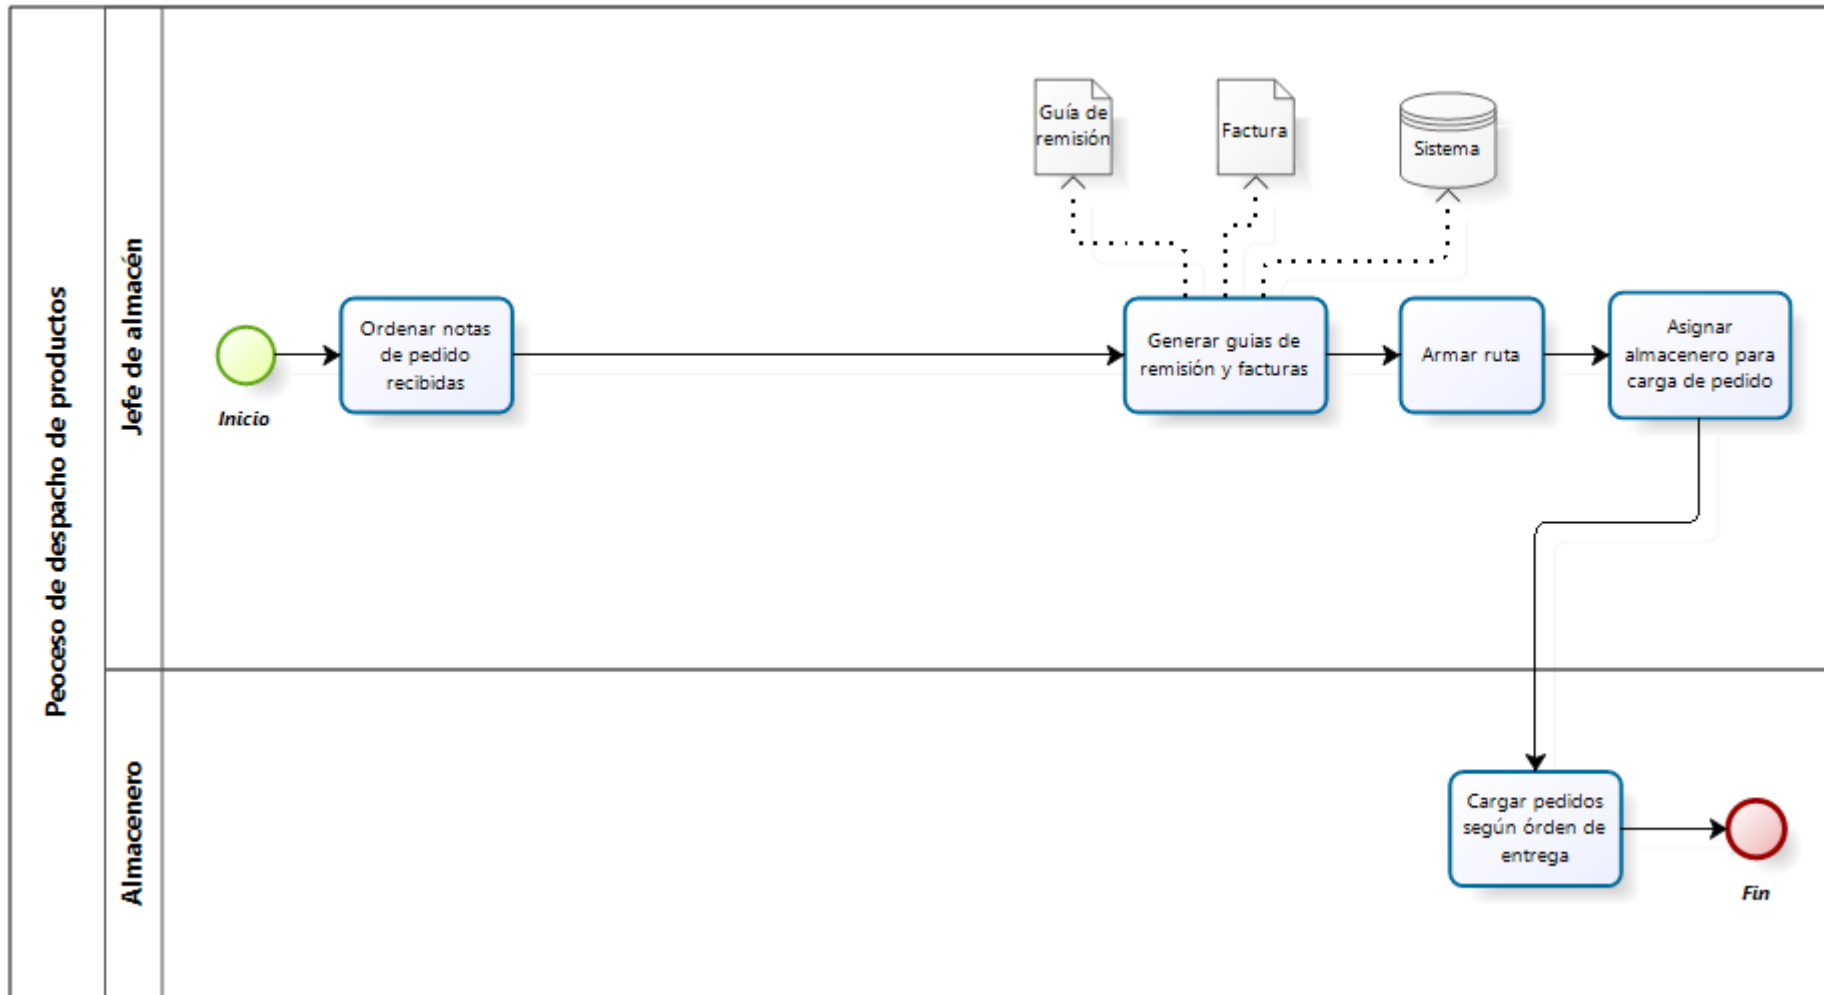 Peoceso de despacho de productos
Jefe de almacén
Guía de
remisión
Factura
Sistema
Inicio
Ordenar notas
de pedido
recibidas
Generar guias de
remisión y facturas
Armar ruta
Asignar
almacenero para
carga de pedido
Almacenero
Cargar pedidos
según órden de
entrega
Fin